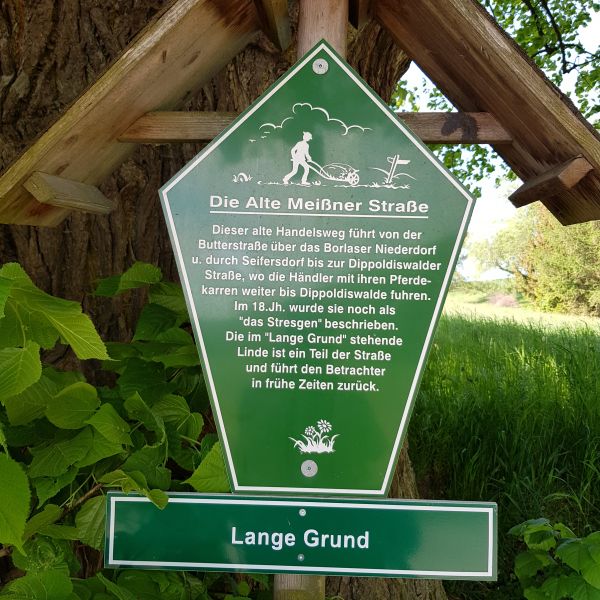 Die Alte Meißner Straße
Dieser alte Handelsweg führt von der
Butterstraße über das Borlaser Niederdorf
u. durch Seifersdorf bis zur Dippoldiswalder
Straße, wo die Händler mit ihren Pferde-
karren weiter bis Dippoldiswalde fuhren.
Im 18.Jh. wurde sie noch als
"das Stresgen" beschrieben.
Die im "Lange Grund" stehende
Linde ist ein Teil der Straße
und führt den Betrachter
in frühe Zeiten zurück.
Lange Grund